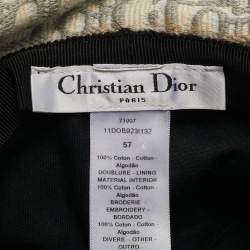 Christian Dior
PARIS
71007
11DOB923I132
57
100% Coton - Cotton -
Algodão
DOUBLURE - LINING
MATERIAL INTERIOR
100% Coton - Cotton -
Algodão
BRODERIE -
EMBROIDERY -
BORDADO
100% Coton - Cotton -
Algodão
DIVERS - OTHER -
OUTRO